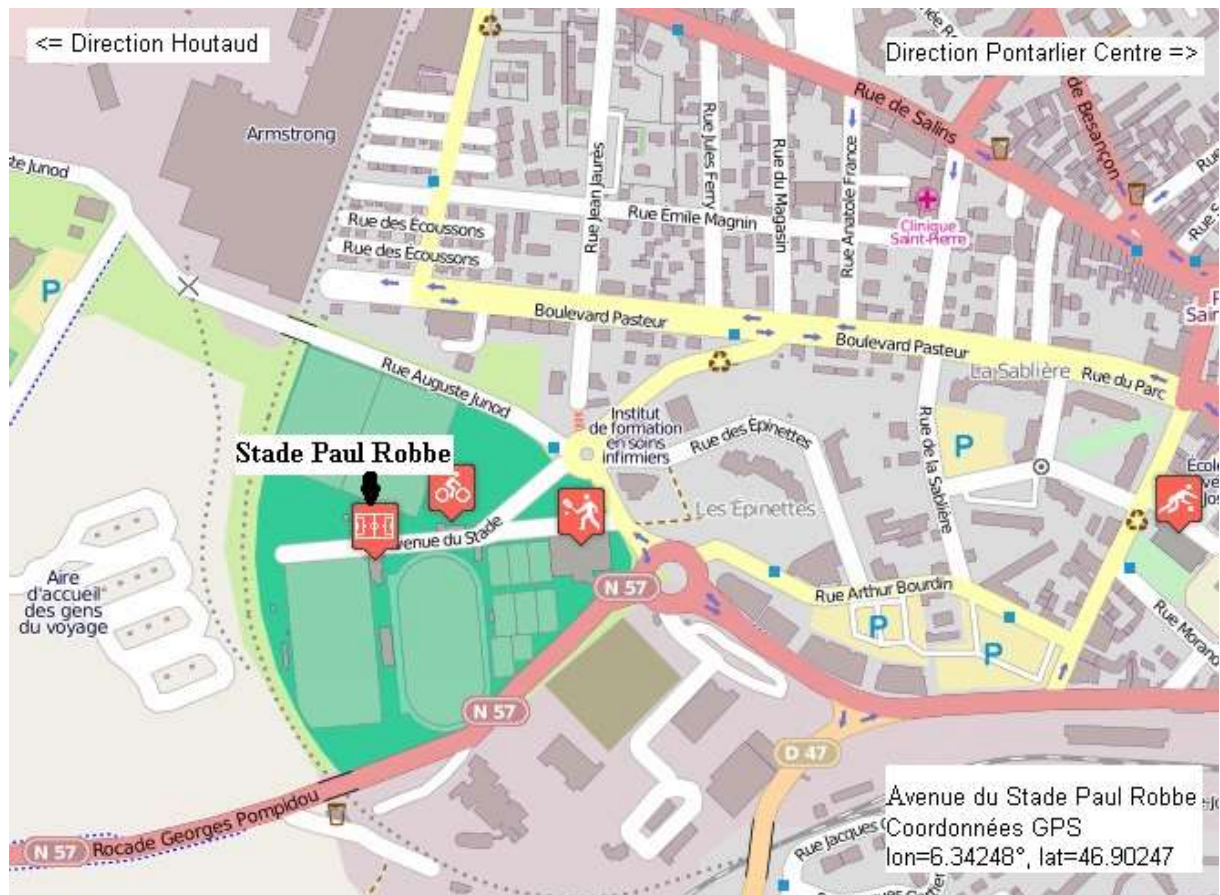 <= Direction Houtaud
Direction Pontarlier Centre =>
Rue de Salins
de Besançon
Armstrong
Junod
Rue Jean Jaurès
Rue Jules Ferry
Rue du Magasin
Rue Anatole France
Clinique
Saint-Pierre
Rue Émile Magnin
Rue des Écoussons
Rue des Écoussons
P
Boulevard Pasteur
Boulevard Pasteur
La Sablière
Rue du Parc
Rue Auguste Junod
Institut
de formation
en soins
infirmiers
Rue des Épinettes
Rue de la Sablière
P
Stade Paul Robbe
Avenue du Stade
Les Épinettes
Aire
d'accueil
des gens
du voyage
N 57
Rue Arthur Bourdin
P
P
N 57
D 47
Rocade Georges Pompidou
N 57
Rue Jacques
Avenue du Stade Paul Robbe
Coordonnées GPS
lon=6.34248°, lat=46.90247